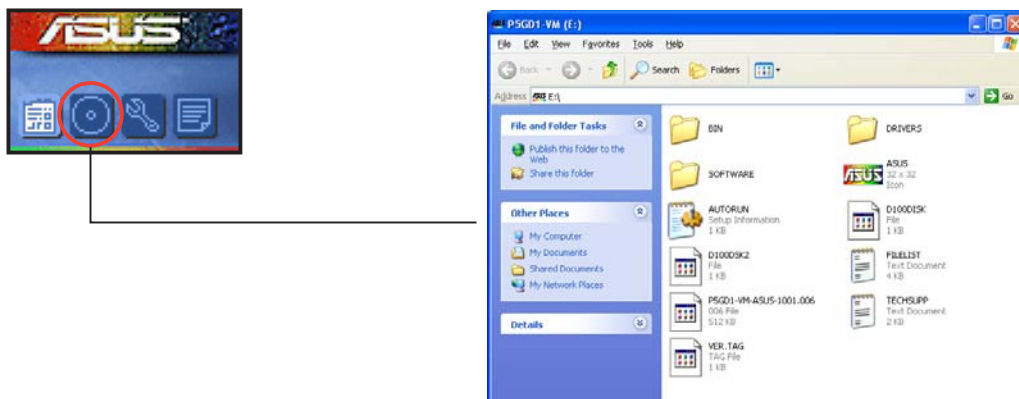 ASUS
P5GD1-VM (E:)
File Edit View Favorites Tools Help
Back Search Folders
Address E:\ Go
File and Folder Tasks
Publish this folder to the
Web
Share this folder
Other Places
My Computer
My Documents
Shared Documents
My Network Places
Details
BIN
DRIVERS
SOFTWARE
ASUS
ASUS
32 x 32
Icon
AUTORUN
Setup Information
1 KB
D100DISK
File
1 KB
D100DSK2
File
1 KB
FILELIST
Text Document
4 KB
P5GD1-VM-ASUS-1001.006
006 File
512 KB
TECHSUPP
Text Document
2 KB
VER.TAG
TAG File
1 KB